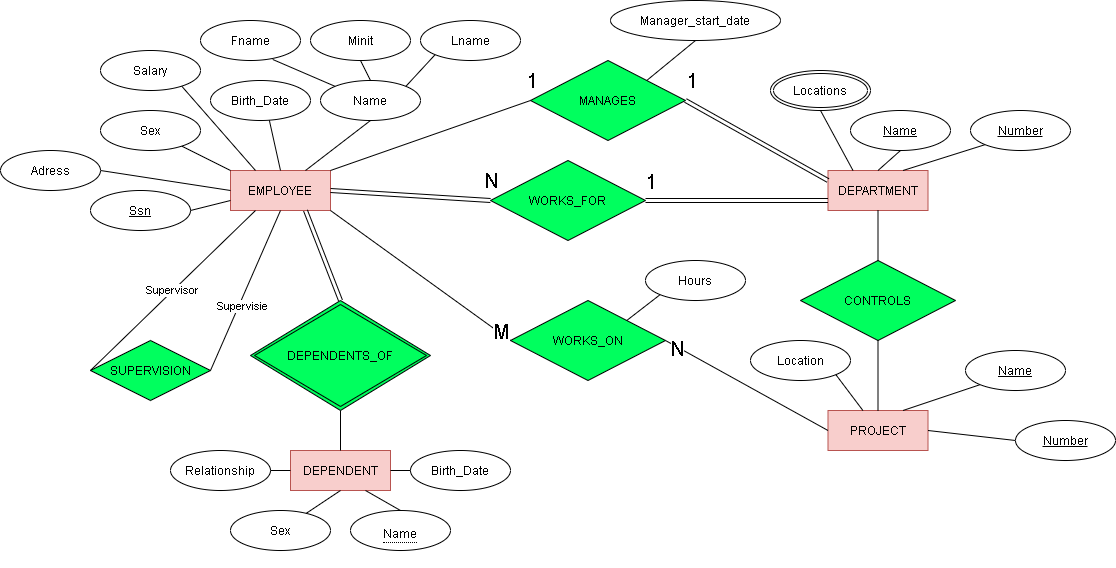 Manager_start_date
Fname
Minit
Lname
Salary
Birth_Date
Name
1
MANAGES
1
Locations
Sex
Name
Number
Adress
EMPLOYEE
N
WORKS_FOR
1
DEPARTMENT
Ssn
Supervisor
Supervisie
Hours
CONTROLS
M
WORKS_ON
N
DEPENDENTS_OF
Location
Name
SUPERVISION
PROJECT
Number
Relationship
DEPENDENT
Birth_Date
Sex
Name